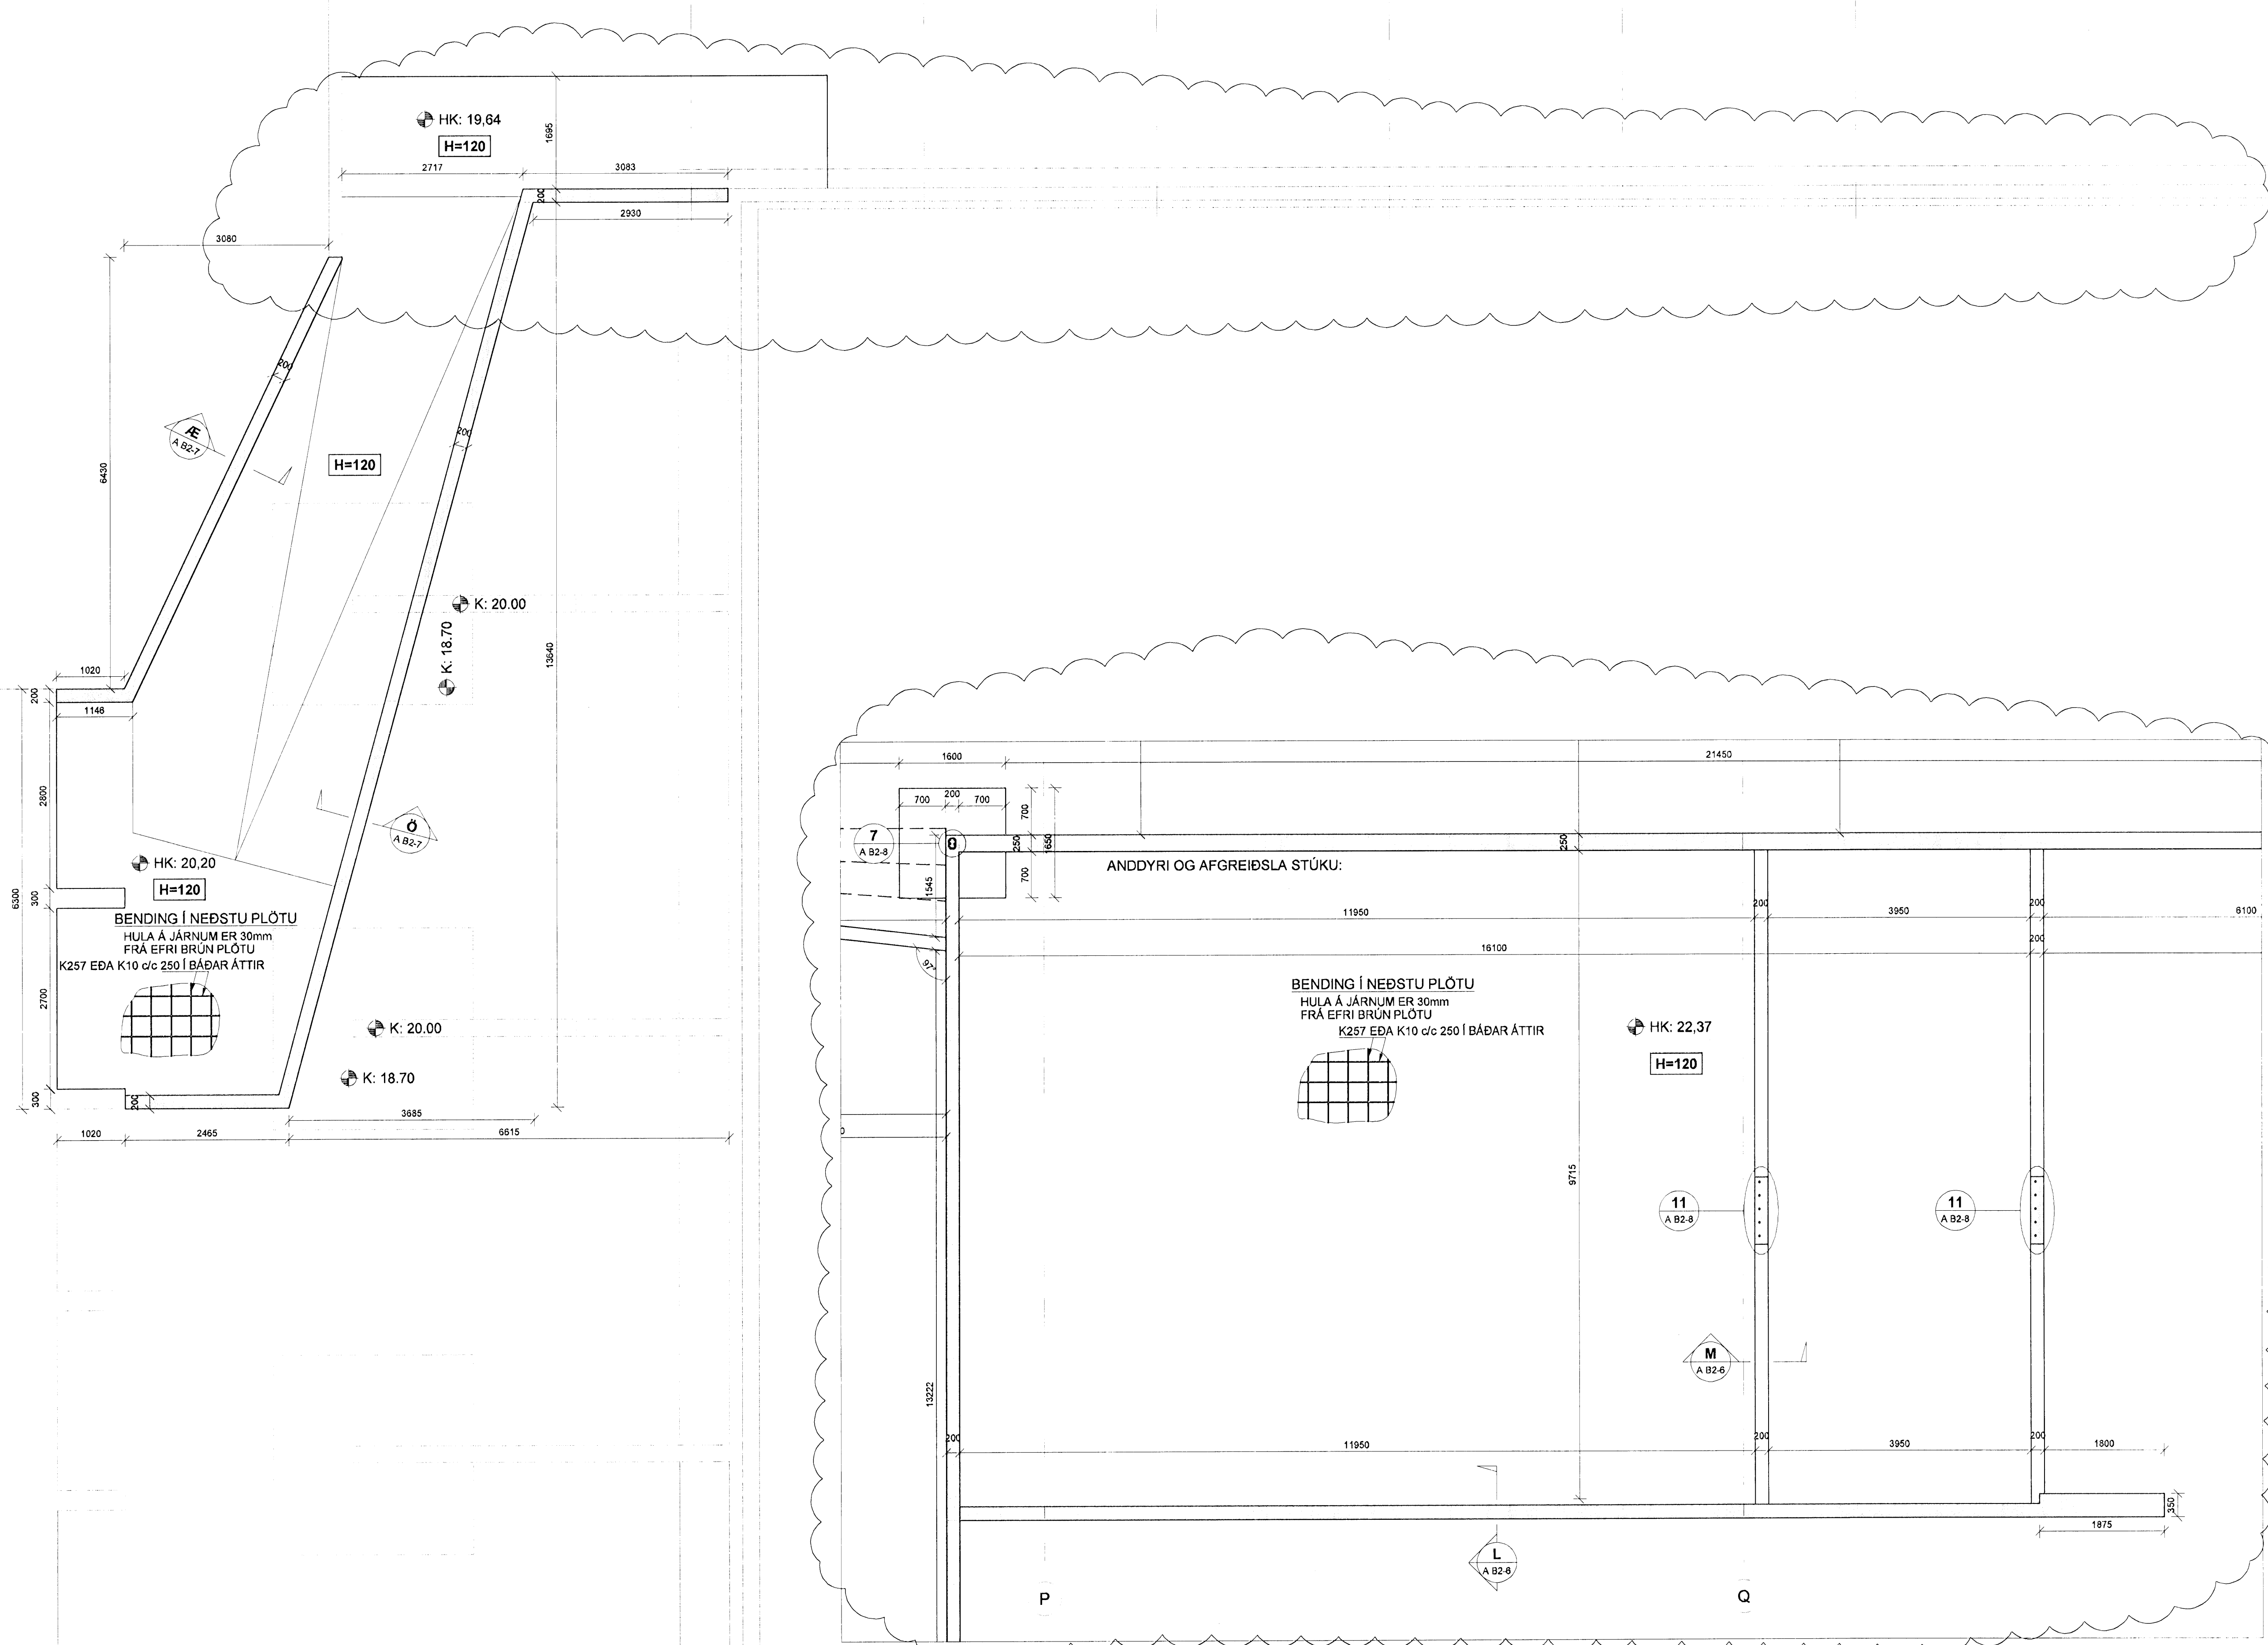 HK: 19,64
H=120
1695
2717
3083
200
2930
3080
200
Æ
A B2-7
200
H=120
6430
K: 20.00
K: 18.70
13640
1020
200
1146
2800
Ö
A B2-7
HK: 20,20
H=120
6300
300
BENDING Í NEÐSTU PLÖTU
HULA Á JÁRNUM ER 30mm
FRÁ EFRI BRÚN PLÖTU
K257 EÐA K10 c/c 250 Í BÁÐAR ÁTTIR
2700
K: 20.00
K: 18.70
300
200
3685
1020
2465
6615
1600
21450
700
200
700
700
7
A B2-8
250
1650
250
ANDDYRI OG AFGREIÐSLA STÚKU:
700
1545
11950
200
3950
200
6100
16100
200
97°
BENDING Í NEÐSTU PLÖTU
HULA Á JÁRNUM ER 30mm
FRÁ EFRI BRÚN PLÖTU
K257 EÐA K10 c/c 250 Í BÁÐAR ÁTTIR
HK: 22,37
H=120
9715
11
A B2-8
11
A B2-8
M
A B2-6
13222
200
11950
200
3950
200
1800
350
1875
L
A B2-6
P
Q